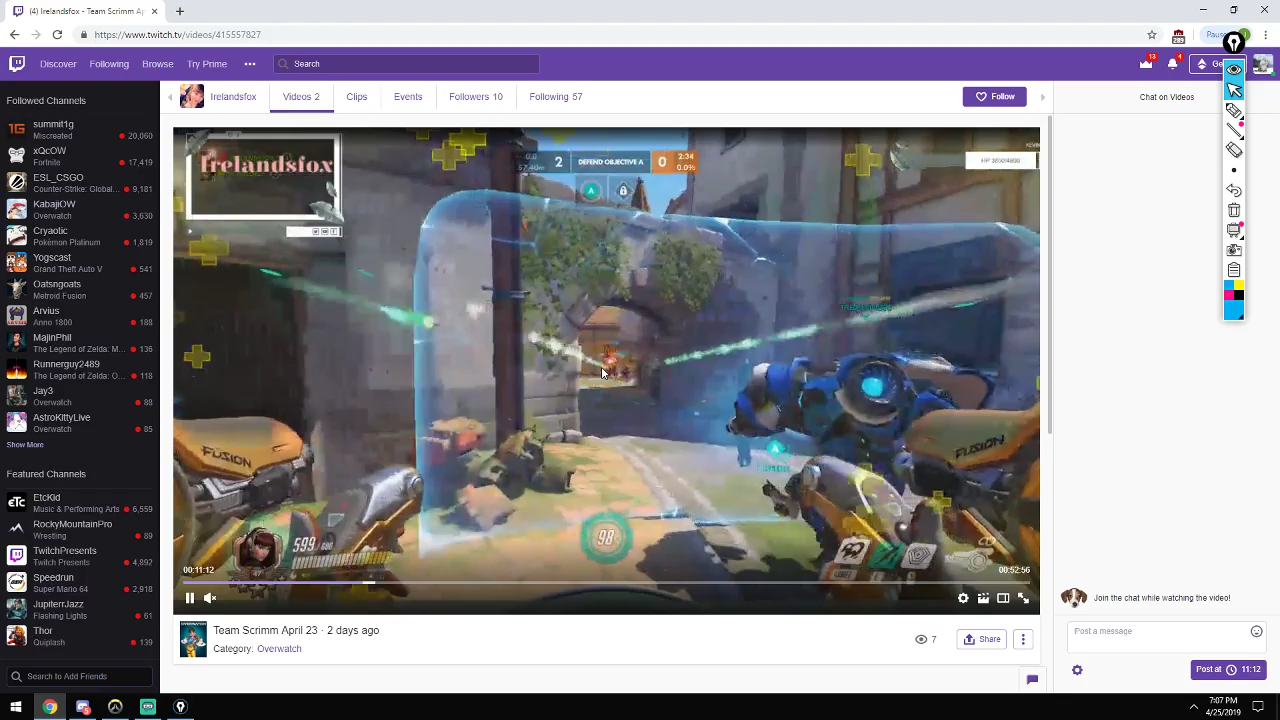 (4) Irelandsfox - Team Scrimm Ap
https://www.twitch.tv/videos/415557827
Discover
Following
Browse
Try Prime
Search
13
4
Followed Channels
summit1g
Miscreated
20,060
xQcOW
Fortnite
17,419
ESL_CSGO
Counter-Strike: Global...
9,181
KabajiOW
Overwatch
3,630
Cryaotic
Pokémon Platinum
1,819
Yogscast
Grand Theft Auto V
541
Oatsngoats
Metroid Fusion
457
Arvius
Anno 1800
188
MajinPhil
The Legend of Zelda: M...
136
Runnerguy2489
The Legend of Zelda: O...
118
Jay3
Overwatch
88
AstroKittyLive
Overwatch
85
Show More
Featured Channels
EtcKid
Music & Performing Arts
6,559
RockyMountainPro
Wrestling
89
TwitchPresents
Twitch Presents
4,892
Speedrun
Super Mario 64
2,918
JupiterrJazz
Flashing Lights
61
Thor
Quiplash
139
Search to Add Friends
Irelandsfox
Videos 2
Clips
Events
Followers 10
Following 57
Follow
Irelandsfox
2
DEFEND OBJECTIVE A
0
2:34
0.0%
A
FUSION
FUSION
A
98
599
00:11:12
00:52:56
Team Scrimm April 23 · 2 days ago
Category: Overwatch
7
Share
Chat on Videos
Join the chat while watching the video!
Post a message
Post at 11:12
7:07 PM
4/25/2019